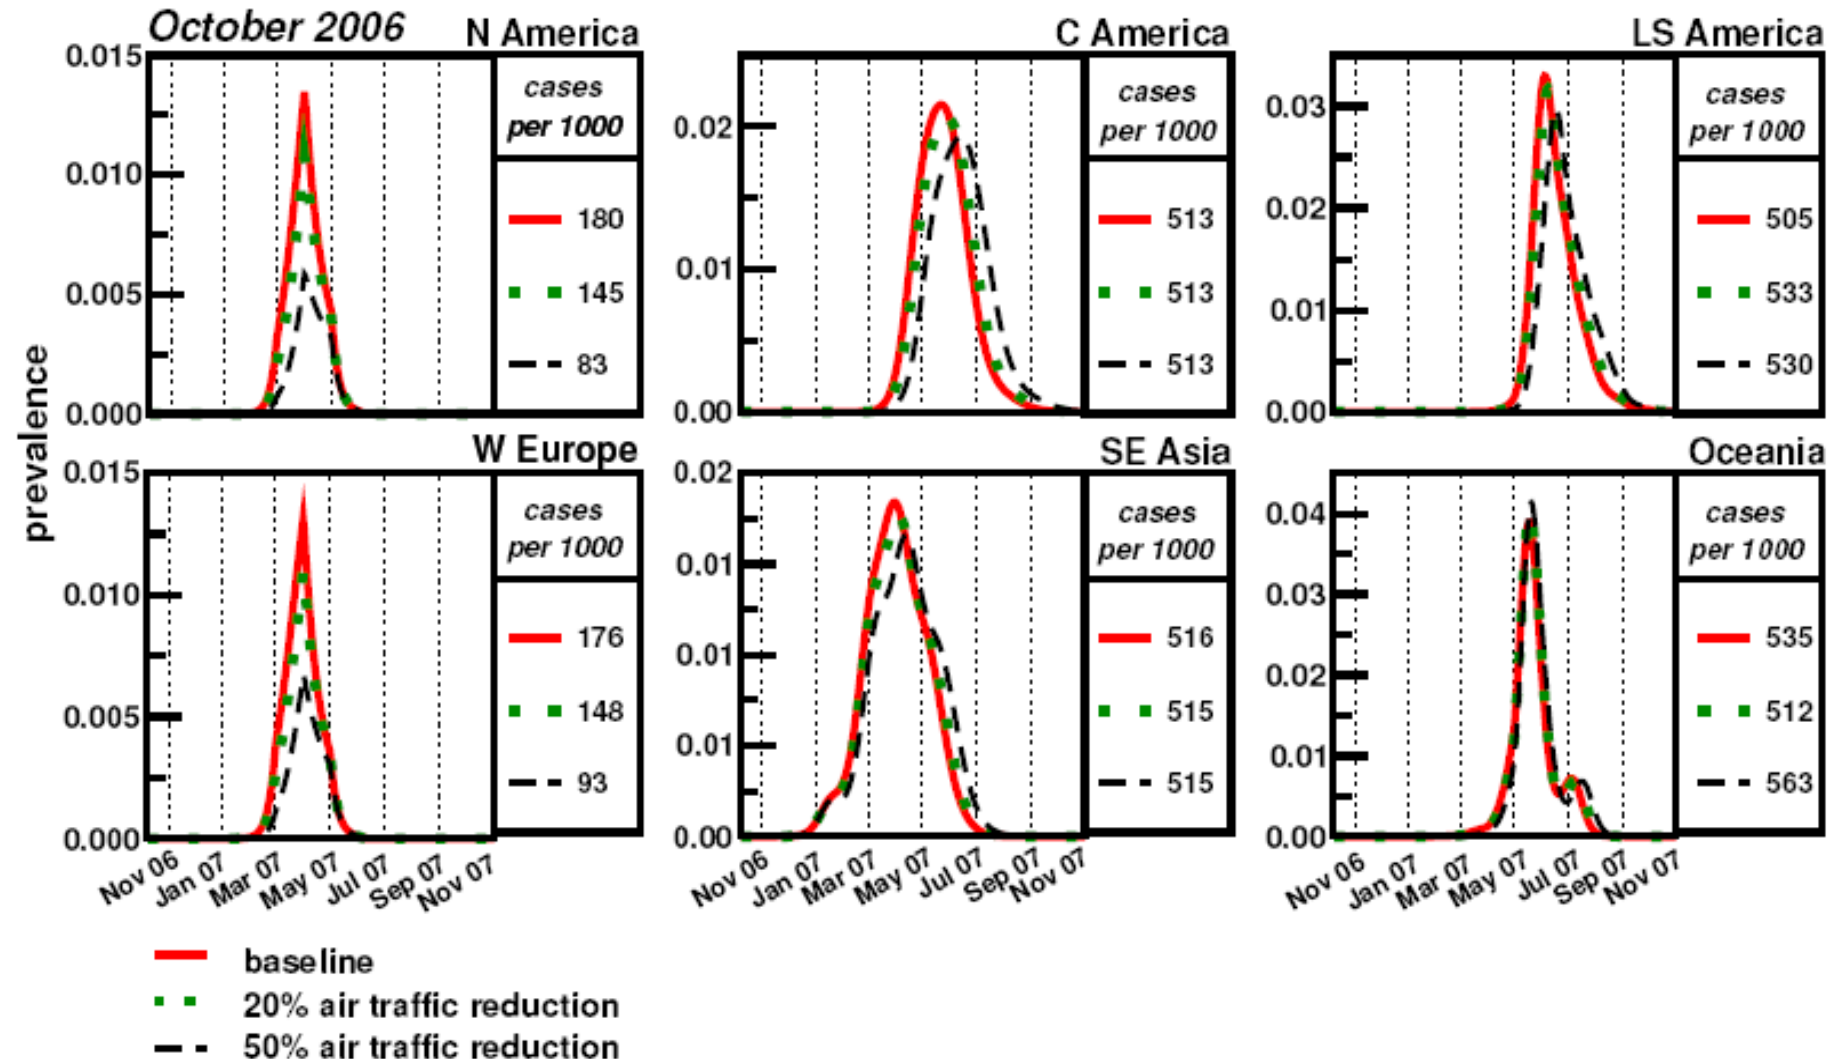 October 2006
N America
C America
LS America
prevalence
0.015
0.010
0.005
0.000
cases
per 1000
180
145
83
0.02
0.01
0.00
cases
per 1000
513
513
513
0.03
0.02
0.01
0.00
cases
per 1000
505
533
530
W Europe
SE Asia
Oceania
0.015
0.010
0.005
0.000
cases
per 1000
176
148
93
0.02
0.01
0.01
0.01
0.00
cases
per 1000
516
515
515
0.04
0.03
0.02
0.01
0.00
cases
per 1000
535
512
563
Nov 06 Jan 07 Mar 07 May 07 Jul 07 Sep 07 Nov 07
Nov 06 Jan 07 Mar 07 May 07 Jul 07 Sep 07 Nov 07
Nov 06 Jan 07 Mar 07 May 07 Jul 07 Sep 07 Nov 07
baseline
20% air traffic reduction
50% air traffic reduction